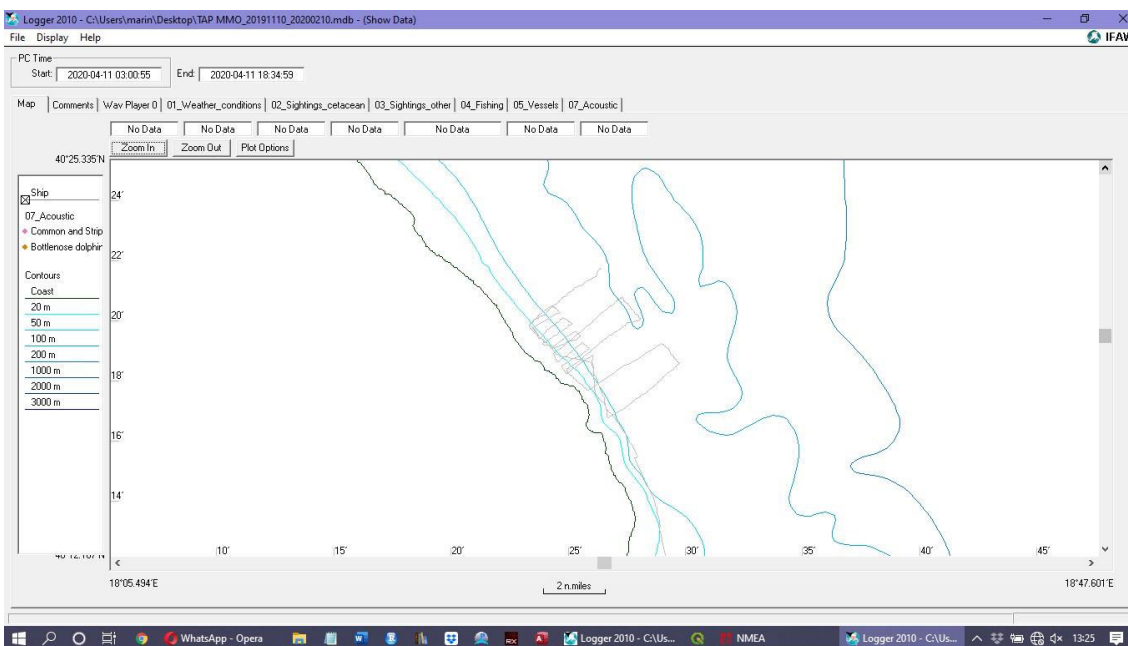 Logger 2010 - C:\Users\marin\Desktop\TAP MMO_20191110_20200210.mdb - (Show Data)
File Display Help
IFAW
PC Time
Start: 2020-04-11 03:00:55 End: 2020-04-11 18:34:59
Map Comments Wav Player 0 01_Weather_conditions 02_Sightings_cetacean 03_Sightings_other 04_Fishing 05_Vessels 07_Acoustic
No Data No Data No Data No Data No Data No Data No Data
Zoom In Zoom Out Plot Options
40°25.335'N
Ship
07_Acoustic
Common and Strip
Bottlenose dolphin
Contours
Coast
20 m
50 m
100 m
200 m
1000 m
2000 m
3000 m
24'
22'
20'
18'
16'
14'
10' 15' 20' 25' 30' 35' 40' 45'
18°05.494'E 2 n.miles 18°47.601'E
WhatsApp - Opera Logger 2010 - C:\Us... NMEA Logger 2010 - C:\Us... 13:25